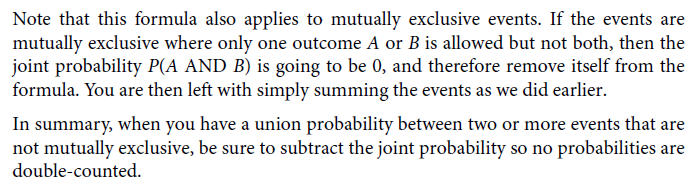 Note that this formula also applies to mutually exclusive events. If the events are
mutually exclusive where only one outcome A or B is allowed but not both, then the
joint probability P(A AND B) is going to be 0, and therefore remove itself from the
formula. You are then left with simply summing the events as we did earlier.
In summary, when you have a union probability between two or more events that are
not mutually exclusive, be sure to subtract the joint probability so no probabilities are
double-counted.